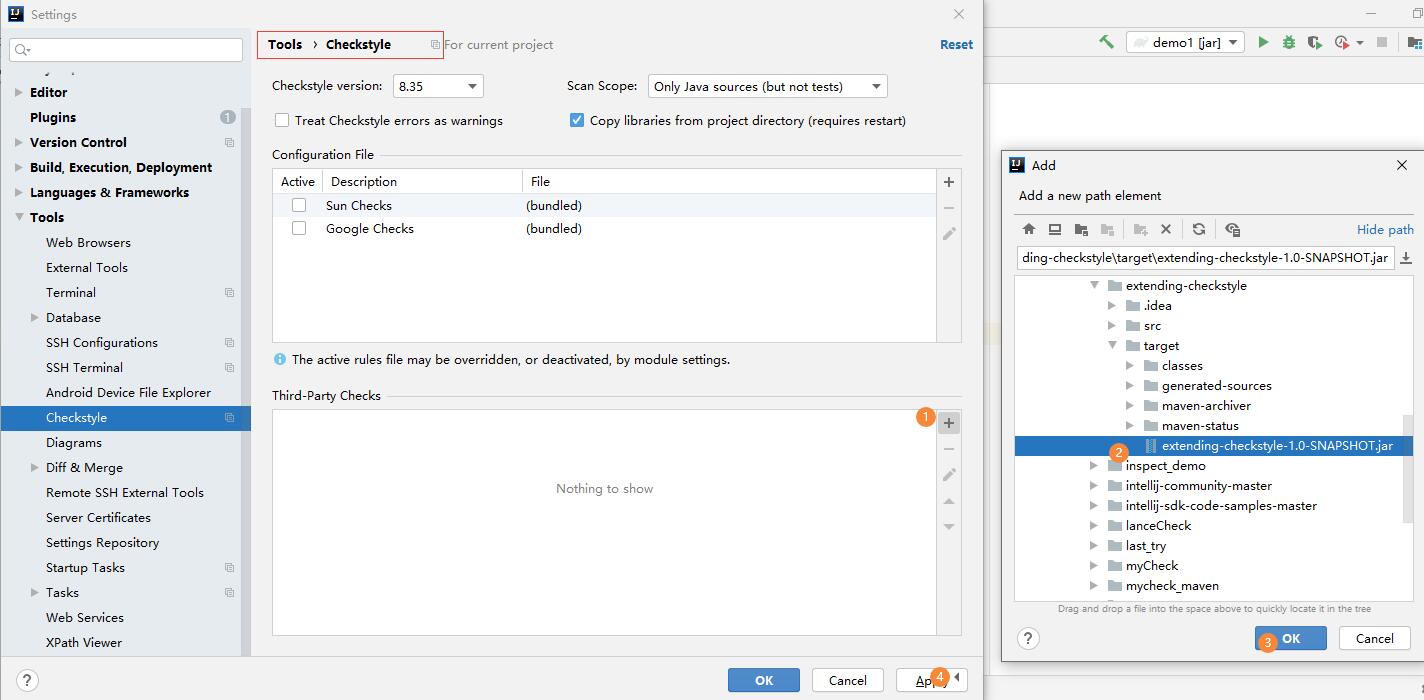 Settings
Editor
Plugins 1
Version Control
Build, Execution, Deployment
Languages & Frameworks
Tools
Web Browsers
External Tools
Terminal
Database
SSH Configurations
SSH Terminal
Android Device File Explorer
Checkstyle
Diagrams
Diff & Merge
Remote SSH External Tools
Server Certificates
Settings Repository
Startup Tasks
Tasks
Web Services
XPath Viewer
?
Tools › Checkstyle For current project Reset
Checkstyle version: 8.35 Scan Scope: Only Java sources (but not tests)
Treat Checkstyle errors as warnings Copy libraries from project directory (requires restart)
Configuration File
Active Description File
Sun Checks (bundled)
Google Checks (bundled)
The active rules file may be overridden, or deactivated, by module settings.
Third-Party Checks
1
Nothing to show
OK Cancel Apply 4
demo1 [jar]
Add
Add a new path element
Hide path
ding-checkstyle\target\extending-checkstyle-1.0-SNAPSHOT.jar
extending-checkstyle
.idea
src
target
classes
generated-sources
maven-archiver
maven-status
2 extending-checkstyle-1.0-SNAPSHOT.jar
inspect_demo
intellij-community-master
intellij-sdk-code-samples-master
lanceCheck
last_try
myCheck
mycheck_maven
Drag and drop a file into the space above to quickly locate it in the tree
? 3 OK Cancel